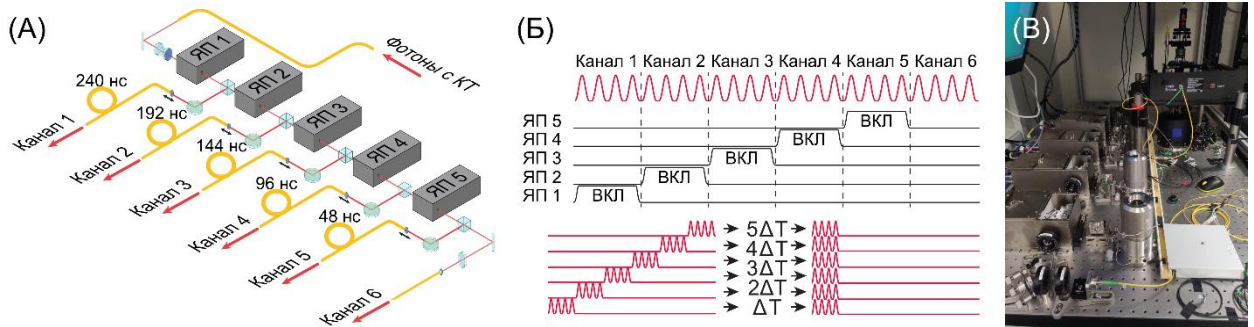 (А)
ЯП 1
ЯП 2
ЯП 3
ЯП 4
ЯП 5
Фотоны с КТ
240 нс
192 нс
144 нс
96 нс
48 нс
Канал 1
Канал 2
Канал 3
Канал 4
Канал 5
Канал 6
(Б)
Канал 1 Канал 2 Канал 3 Канал 4 Канал 5 Канал 6
ЯП 5 ВКЛ
ЯП 4 ВКЛ
ЯП 3 ВКЛ
ЯП 2 ВКЛ
ЯП 1 ВКЛ
5ΔT
4ΔT
3ΔT
2ΔT
ΔT
(В)